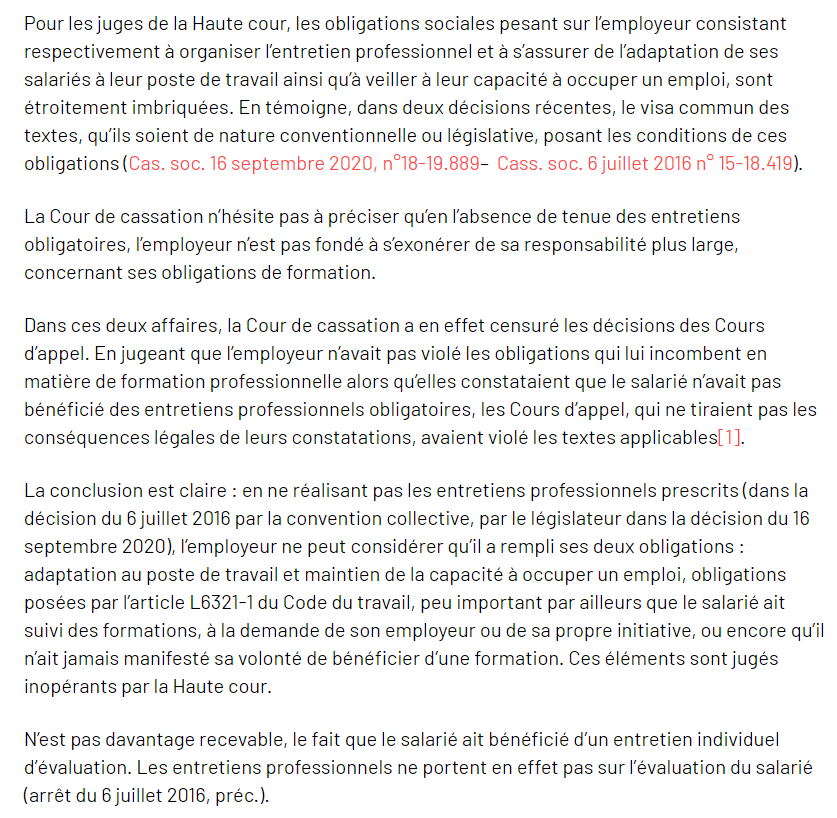 Pour les juges de la Haute cour, les obligations sociales pesant sur l’employeur consistant
respectivement à organiser l’entretien professionnel et à s’assurer de l’adaptation de ses
salariés à leur poste de travail ainsi qu’à veiller à leur capacité à occuper un emploi, sont
étroitement imbriquées. En témoigne, dans deux décisions récentes, le visa commun des
textes, qu’ils soient de nature conventionnelle ou législative, posant les conditions de ces
obligations (Cas. soc. 16 septembre 2020, n°18-19.889– Cass. soc. 6 juillet 2016 n° 15-18.419).
La Cour de cassation n’hésite pas à préciser qu’en l’absence de tenue des entretiens
obligatoires, l’employeur n’est pas fondé à s’exonérer de sa responsabilité plus large,
concernant ses obligations de formation.
Dans ces deux affaires, la Cour de cassation a en effet censuré les décisions des Cours
d’appel. En jugeant que l’employeur n’avait pas violé les obligations qui lui incombent en
matière de formation professionnelle alors qu’elles constataient que le salarié n’avait pas
bénéficié des entretiens professionnels obligatoires, les Cours d’appel, qui ne tiraient pas les
conséquences légales de leurs constatations, avaient violé les textes applicables[1].
La conclusion est claire : en ne réalisant pas les entretiens professionnels prescrits (dans la
décision du 6 juillet 2016 par la convention collective, par le législateur dans la décision du 16
septembre 2020), l’employeur ne peut considérer qu’il a rempli ses deux obligations :
adaptation au poste de travail et maintien de la capacité à occuper un emploi, obligations
posées par l’article L6321-1 du Code du travail, peu important par ailleurs que le salarié ait
suivi des formations, à la demande de son employeur ou de sa propre initiative, ou encore qu’il
n’ait jamais manifesté sa volonté de bénéficier d’une formation. Ces éléments sont jugés
inopérants par la Haute cour.
N’est pas davantage recevable, le fait que le salarié ait bénéficié d’un entretien individuel
d’évaluation. Les entretiens professionnels ne portent en effet pas sur l’évaluation du salarié
(arrêt du 6 juillet 2016, préc.).